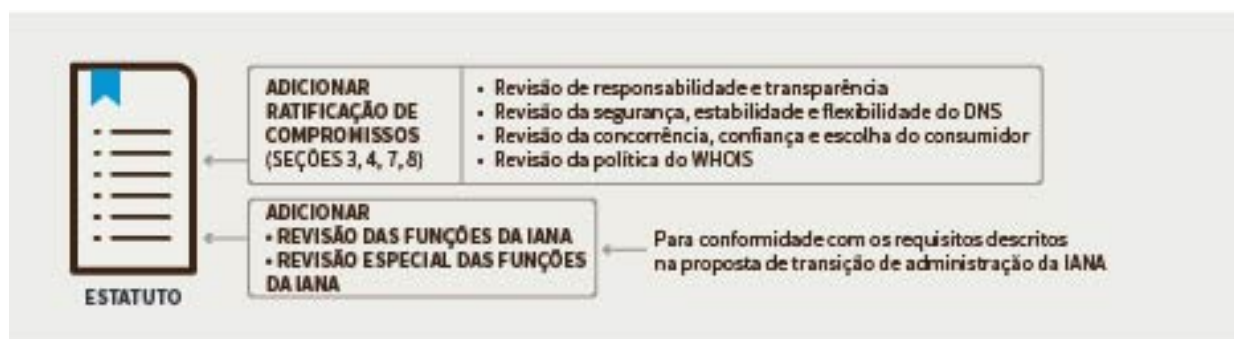 ADICIONAR
RATIFICAÇÃO DE
COMPROMISSOS
(SEÇÕES 3, 4, 7, 8)
• Revisão de responsabilidade e transparência
• Revisão da segurança, estabilidade e flexibilidade do DNS
• Revisão da concorrência, confiança e escolha do consumidor
• Revisão da política do WHOIS
ADICIONAR
• REVISÃO DAS FUNÇÕES DA IANA
• REVISÃO ESPECIAL DAS FUNÇÕES
DA IANA
Para conformidade com os requisitos descritos
na proposta de transição de administração da IANA
ESTATUTO